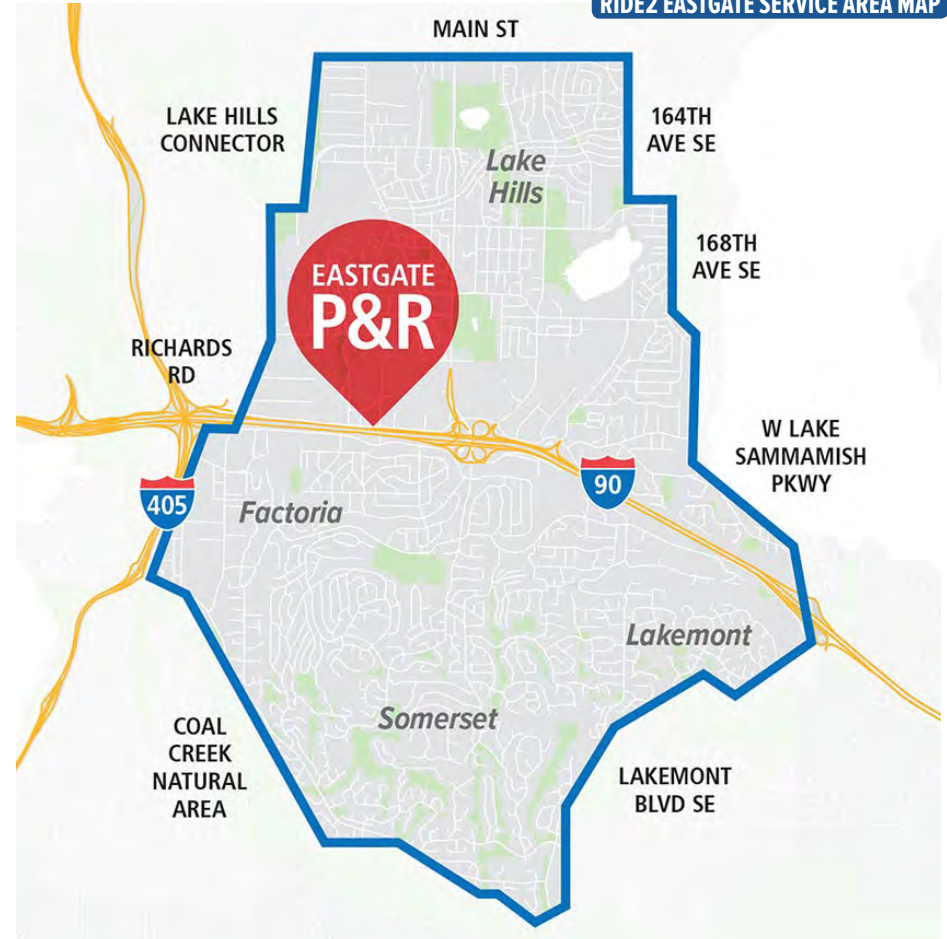 RIDE2 EASTGATE SERVICE AREA MAP
MAIN ST
LAKE HILLS
CONNECTOR
164TH
AVE SE
Lake
Hills
168TH
AVE SE
EASTGATE
P&R
RICHARDS
RD
W LAKE
SAMMAMISH
PKWY
90
405
Factoria
Lakemont
Somerset
COAL
CREEK
NATURAL
AREA
LAKEMONT
BLVD SE